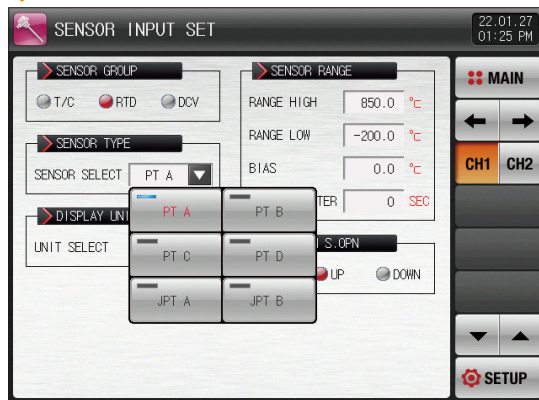 SENSOR INPUT SET
22.01.27
01:25 PM
SENSOR GROUP
T/C
RTD
DCV
SENSOR TYPE
SENSOR SELECT
PT A
DISPLAY UNI
UNIT SELECT
PT A
PT B
PT C
PT D
JPT A
JPT B
SENSOR RANGE
RANGE HIGH 850.0 ℃
RANGE LOW -200.0 ℃
BIAS 0.0 ℃
TER 0 SEC
S.OPN
UP
DOWN
MAIN
CH1 CH2
SETUP